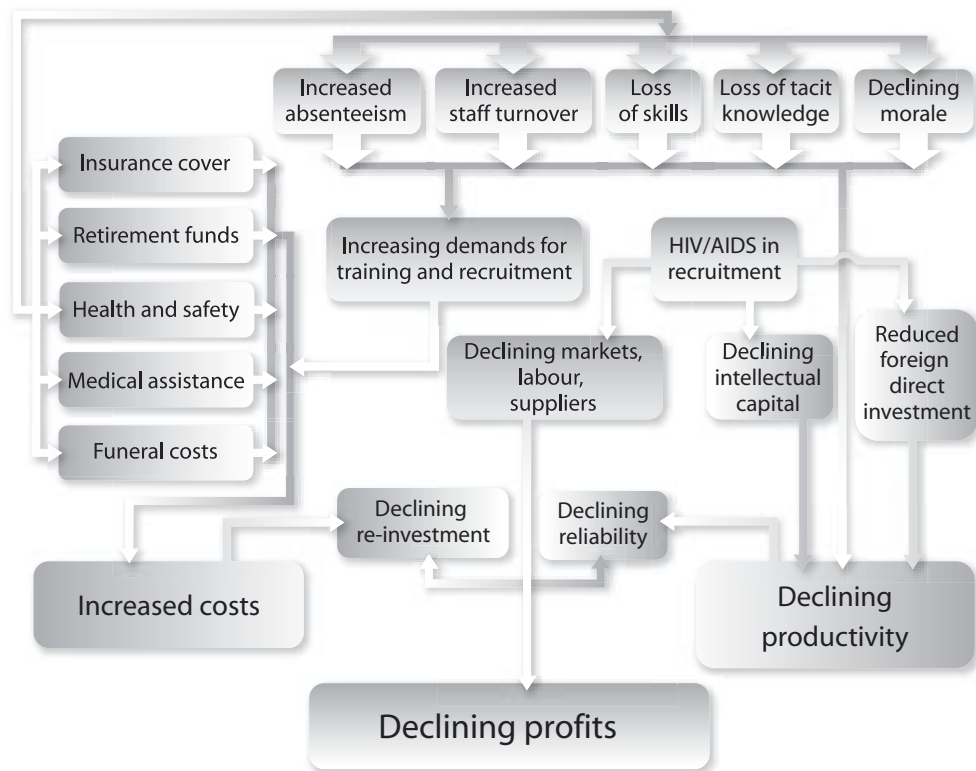 Increased
absenteeism
Increased
staff turnover
Loss
of skills
Loss of tacit
knowledge
Declining
morale
Insurance cover
Retirement funds
Health and safety
Medical assistance
Funeral costs
Increasing demands for
training and recruitment
HIV/AIDS in
recruitment
Declining markets,
labour,
suppliers
Declining
intellectual
capital
Reduced
foreign
direct
investment
Declining
re-investment
Declining
reliability
Increased costs
Declining
productivity
Declining profits